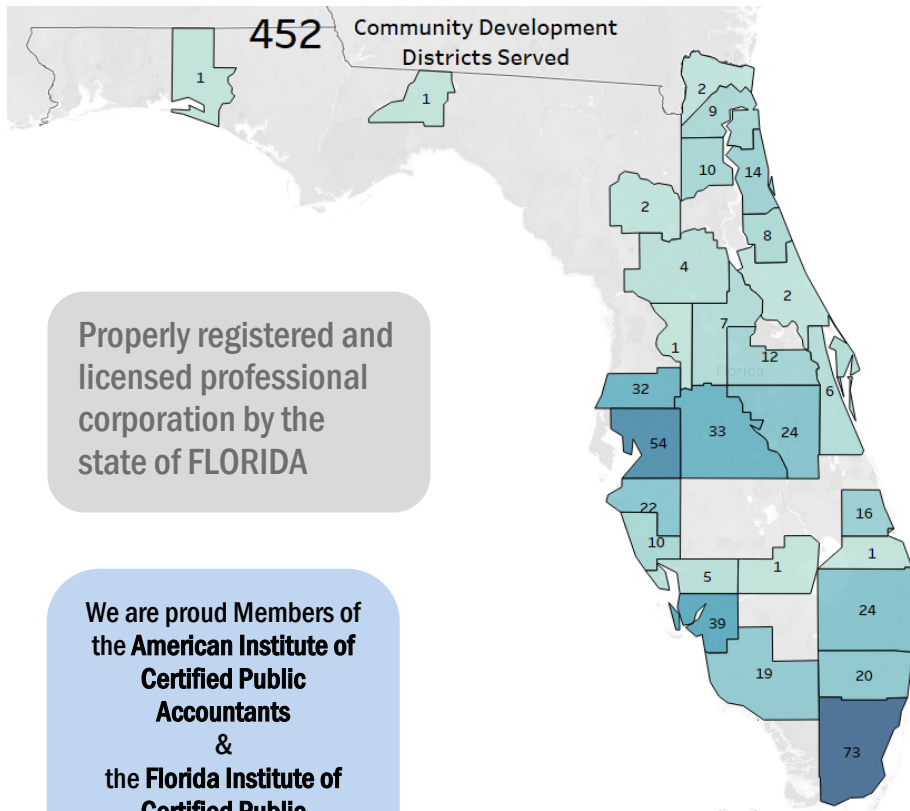 452
Community Development
Districts Served
1
1
2
9
10
14
2
8
4
2
7
1
12
Florida
32
6
33
24
54
22
16
10
1
5
1
39
24
19
20
73
Properly registered and
licensed professional
corporation by the
state of FLORIDA
We are proud Members of
the American Institute of
Certified Public
Accountants
&
the Florida Institute of
Certified Public